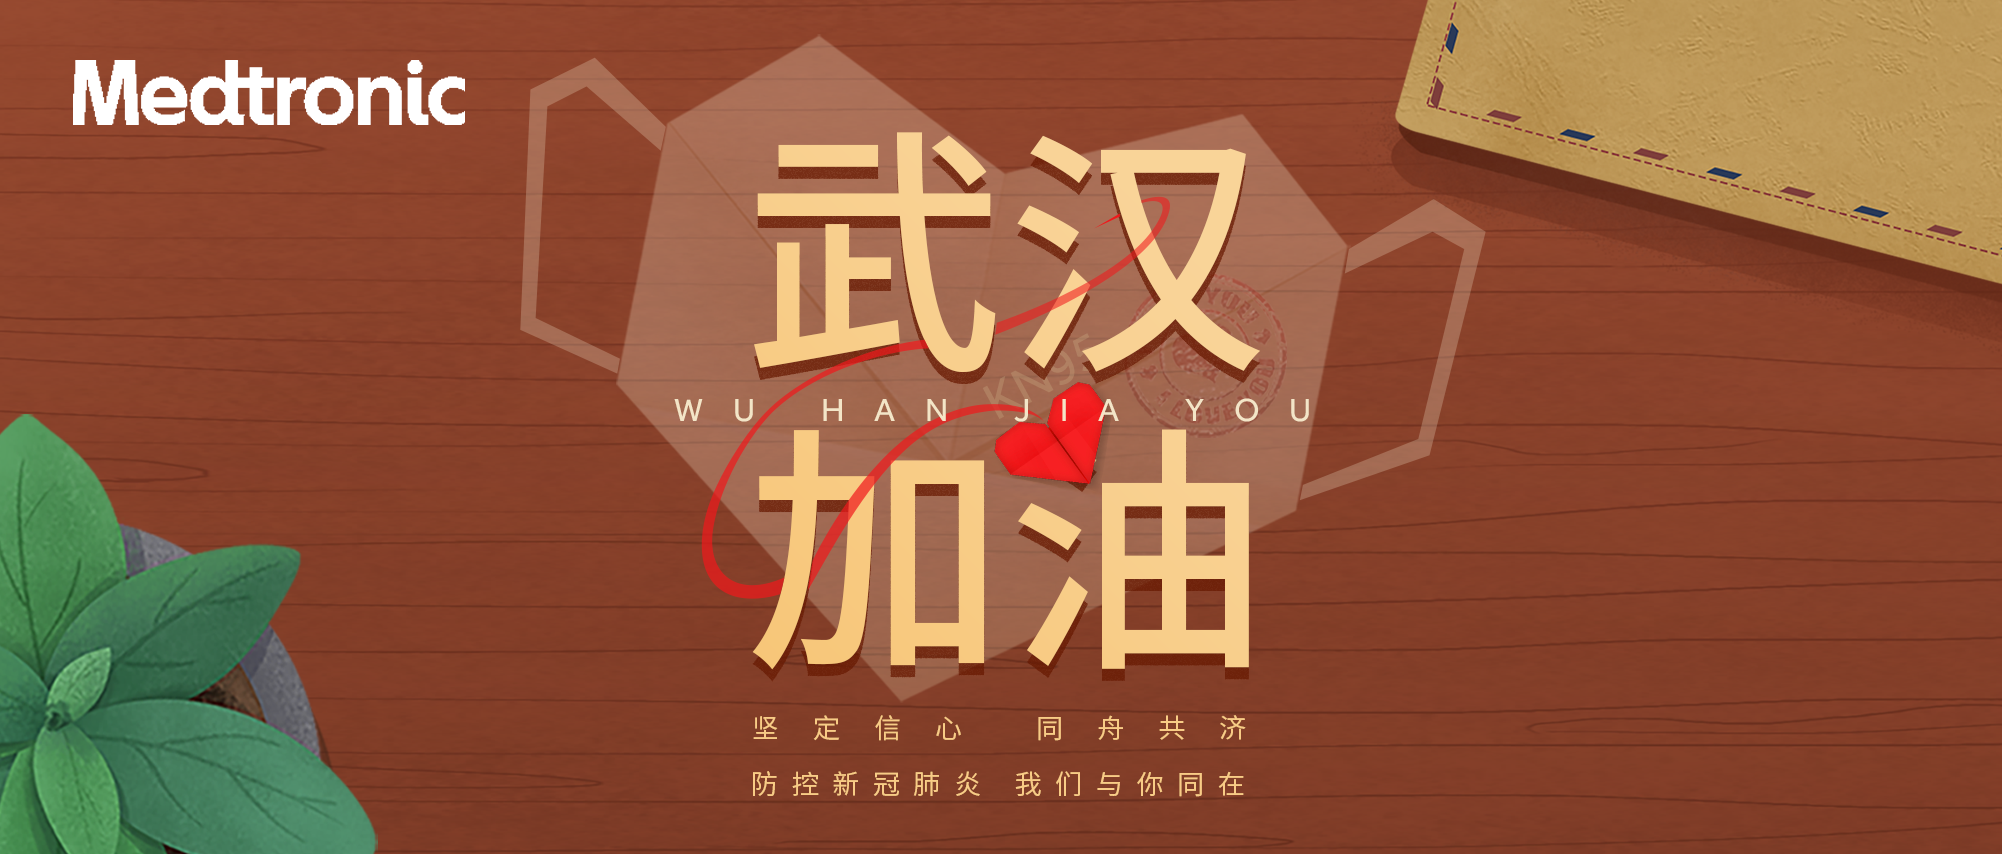 Medtronic
武汉
KN95
WU HAN JIA YOU
加油
坚定信心 同舟共济
防控新冠肺炎 我们与你同在